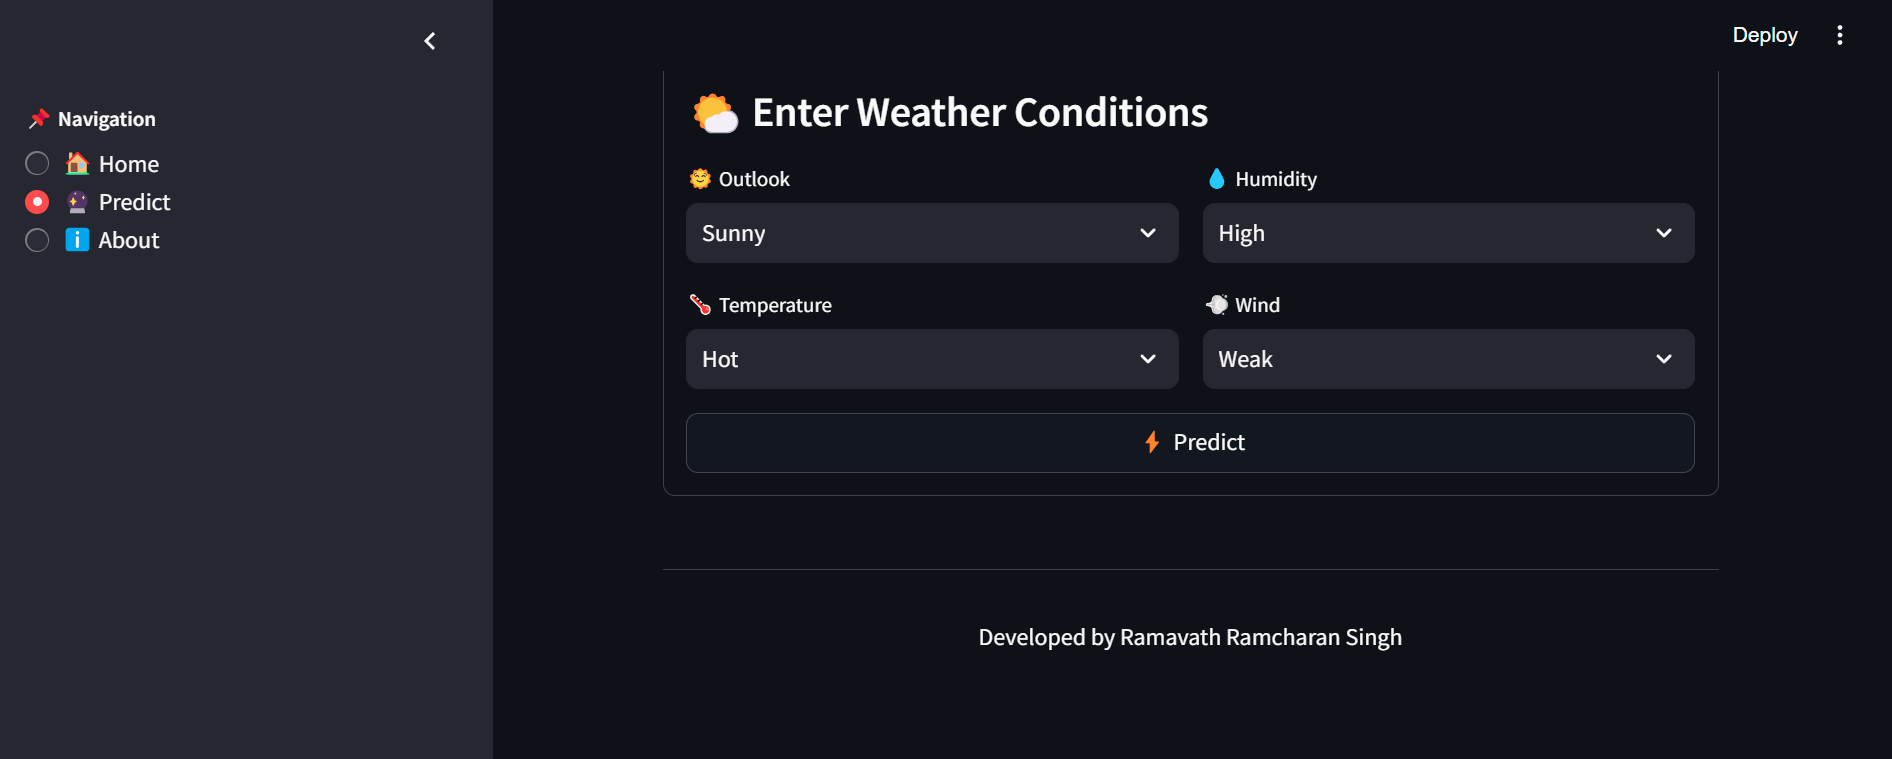 Deploy
Navigation
Home
Predict
About
Enter Weather Conditions
Outlook
Humidity
Sunny
High
Temperature
Wind
Hot
Weak
Predict
Developed by Ramavath Ramcharan Singh